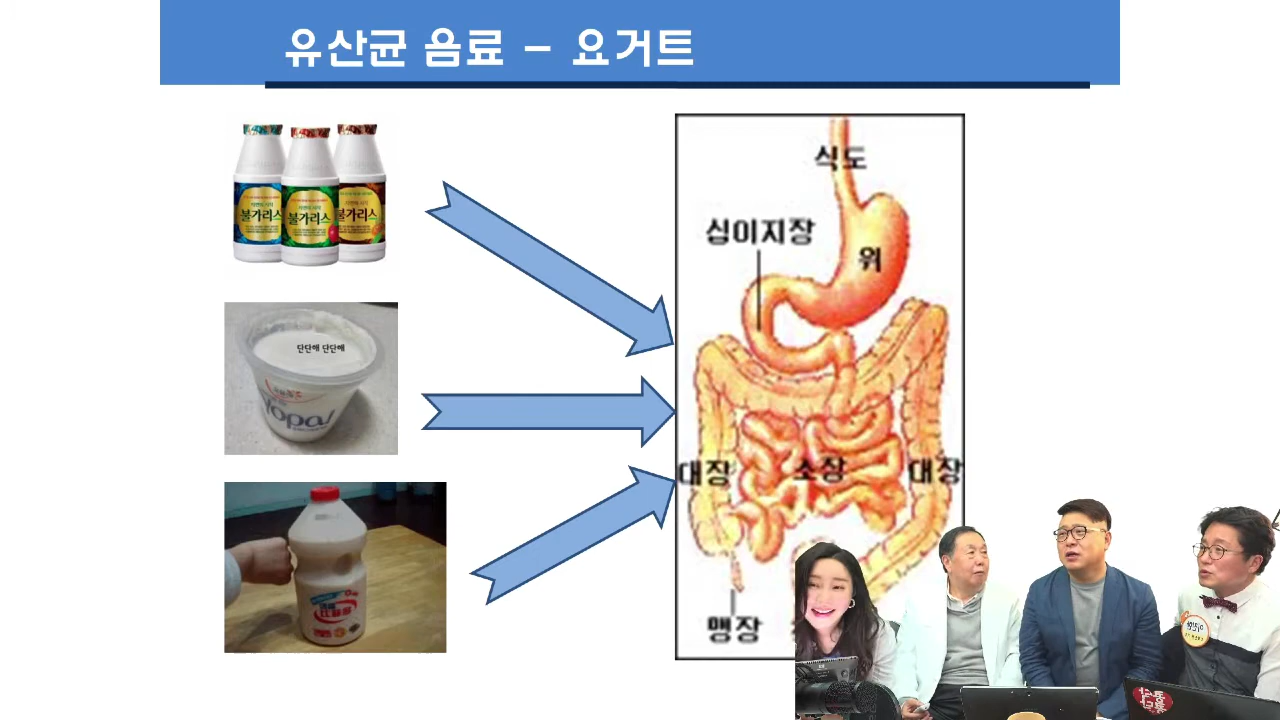 유산균 음료 – 요거트
불가리스
불가리스
불가리스
단단해 단단해
Yopa!
식도
십이지장
위
대장
소장
대장
맹장